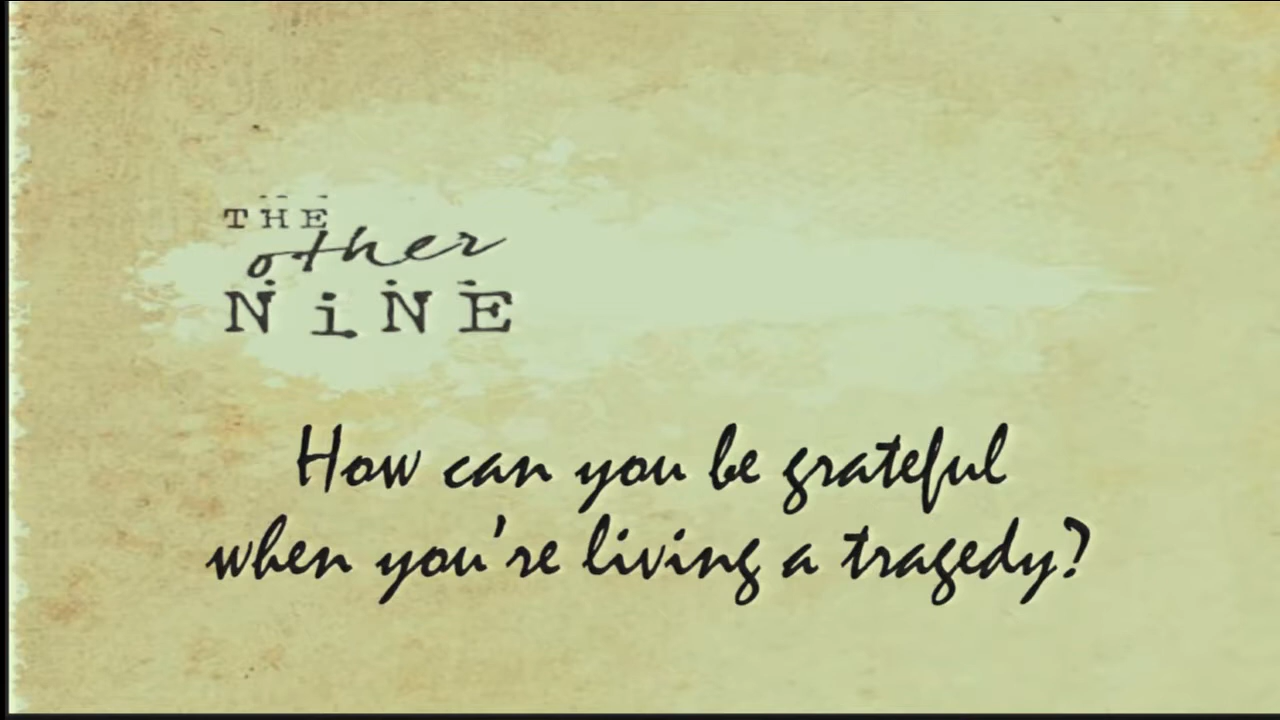 THE
other
NiNE
How can you be grateful
when you're living a tragedy?